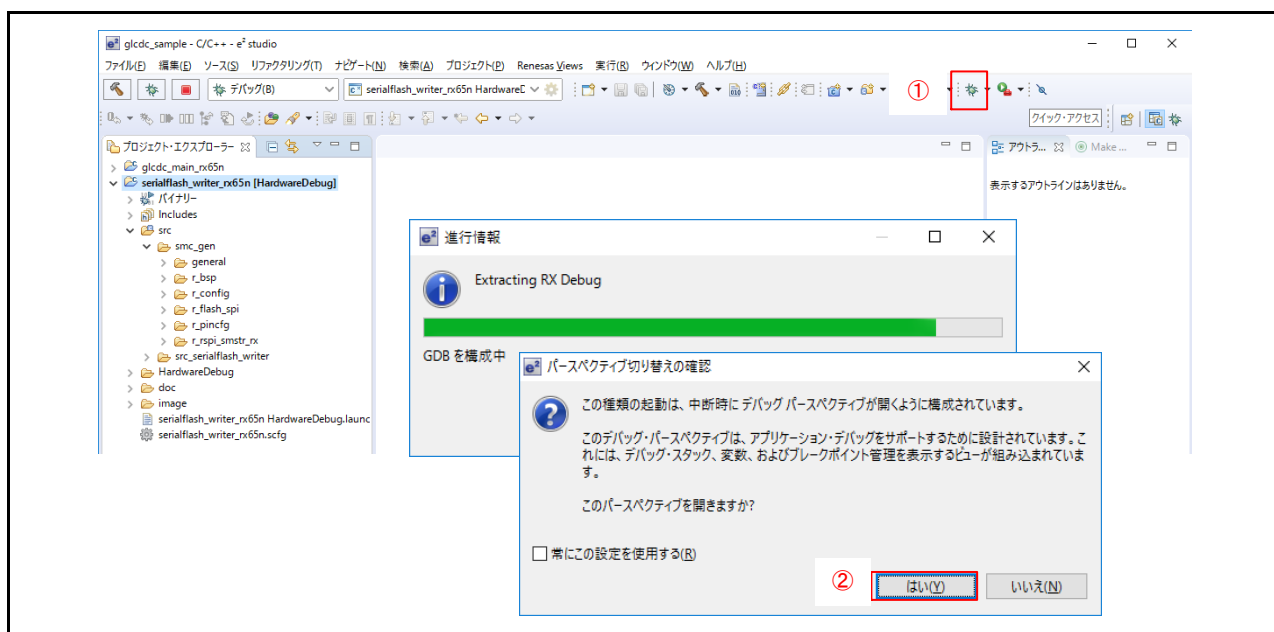 glcdc_sample - C/C++ - e² studio
ファイル(F) 編集(E) ソース(S) リファクタリング(T) ナビゲート(N) 検索(A) プロジェクト(P) Renesas Views 実行(R) ウィンドウ(W) ヘルプ(H)
デバッグ(B)
serialflash_writer_rx65n HardwareD
①
クイック・アクセス
プロジェクト・エクスプローラー
アウトラ...
Make ...
glcdc_main_rx65n
serialflash_writer_rx65n [HardwareDebug]
バイナリー
Includes
src
smc_gen
general
r_bsp
r_config
r_flash_spi
r_pincfg
r_rspi_smstr_rx
src_serialflash_writer
HardwareDebug
doc
image
serialflash_writer_rx65n HardwareDebug.launc
serialflash_writer_rx65n.scfg
表示するアウトラインはありません。
進行情報
Extracting RX Debug
GDB を構成中
パースペクティブ切り替えの確認
この種類の起動は、中断時に デバッグ パースペクティブが開くように構成されています。
このデバッグ・パースペクティブは、アプリケーション・デバッグをサポートするために設計されています。こ
れには、デバッグ・スタック、変数、およびブレークポイント管理を表示するビューが組み込まれていま
す。
このパースペクティブを開きますか?
常にこの設定を使用する(R)
②
はい(Y)
いいえ(N)